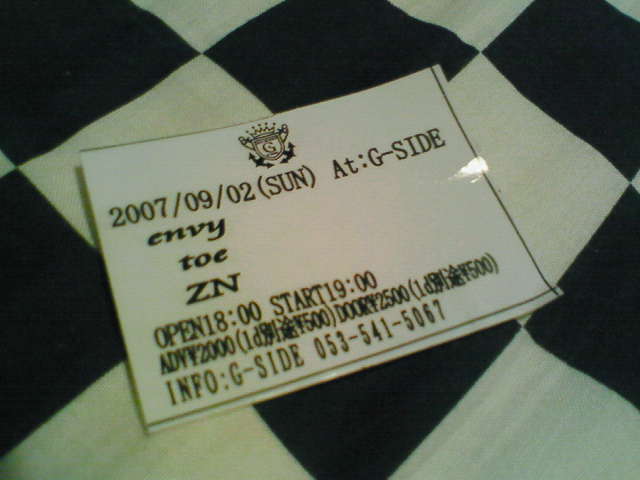 G
2007/09/02(SUN) At:G-SIDE
envy
toe
ZN
OPEN18:00 START19:00
ADV¥2000(1d別途¥500)DOOR¥2500(1d別途¥500)
INFO:G-SIDE 053-541-5067